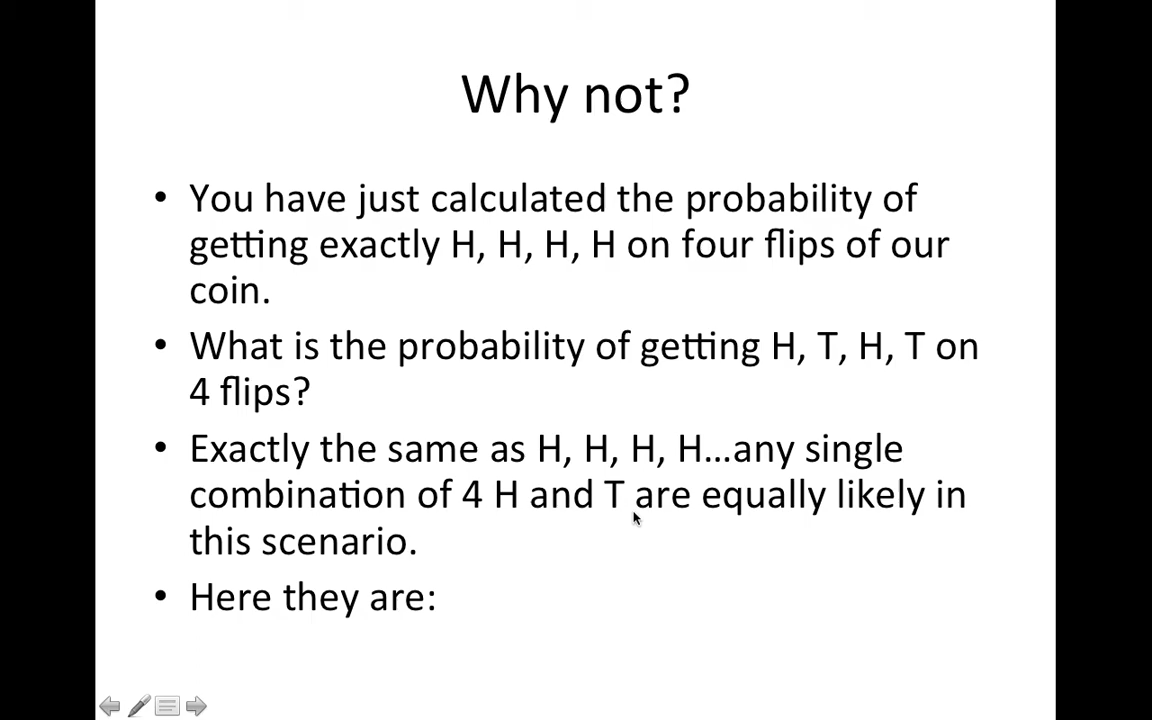 Why not?
• You have just calculated the probability of
getting exactly H, H, H, H on four flips of our
coin.
• What is the probability of getting H, T, H, T on
4 flips?
• Exactly the same as H, H, H, H…any single
combination of 4 H and T are equally likely in
this scenario.
• Here they are: